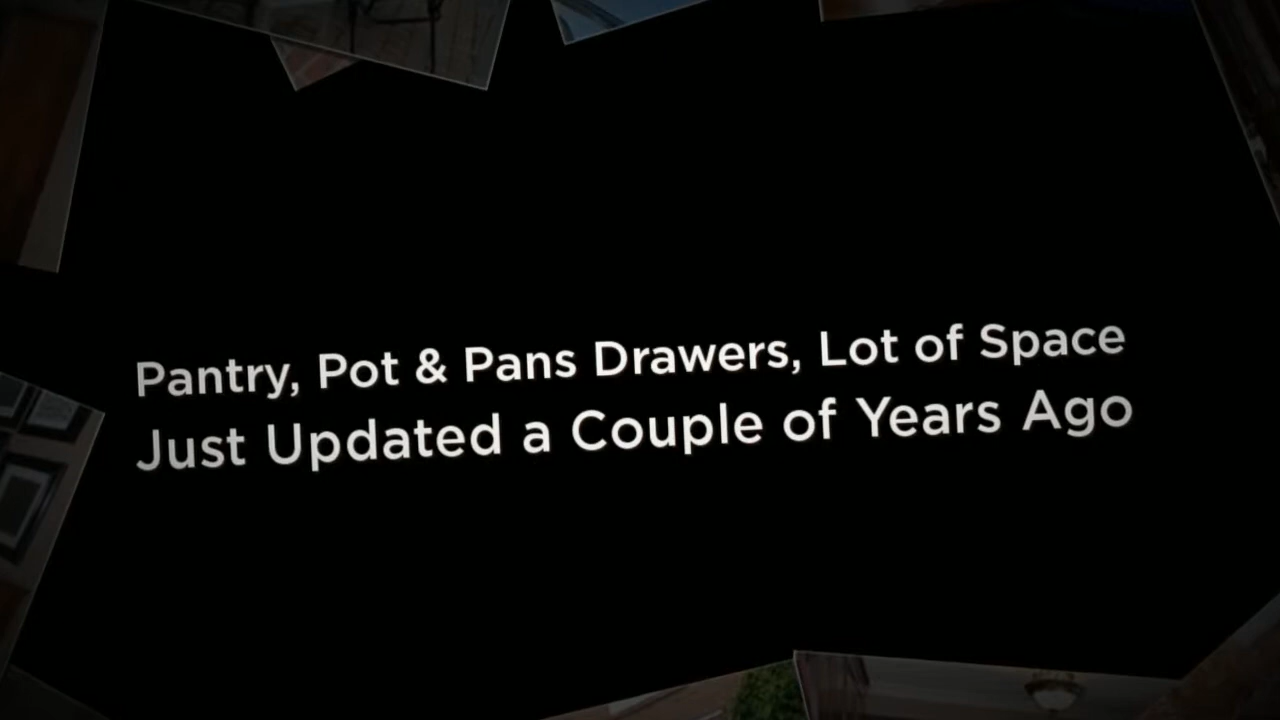 Pantry, Pot & Pans Drawers, Lot of Space
Just Updated a Couple of Years Ago